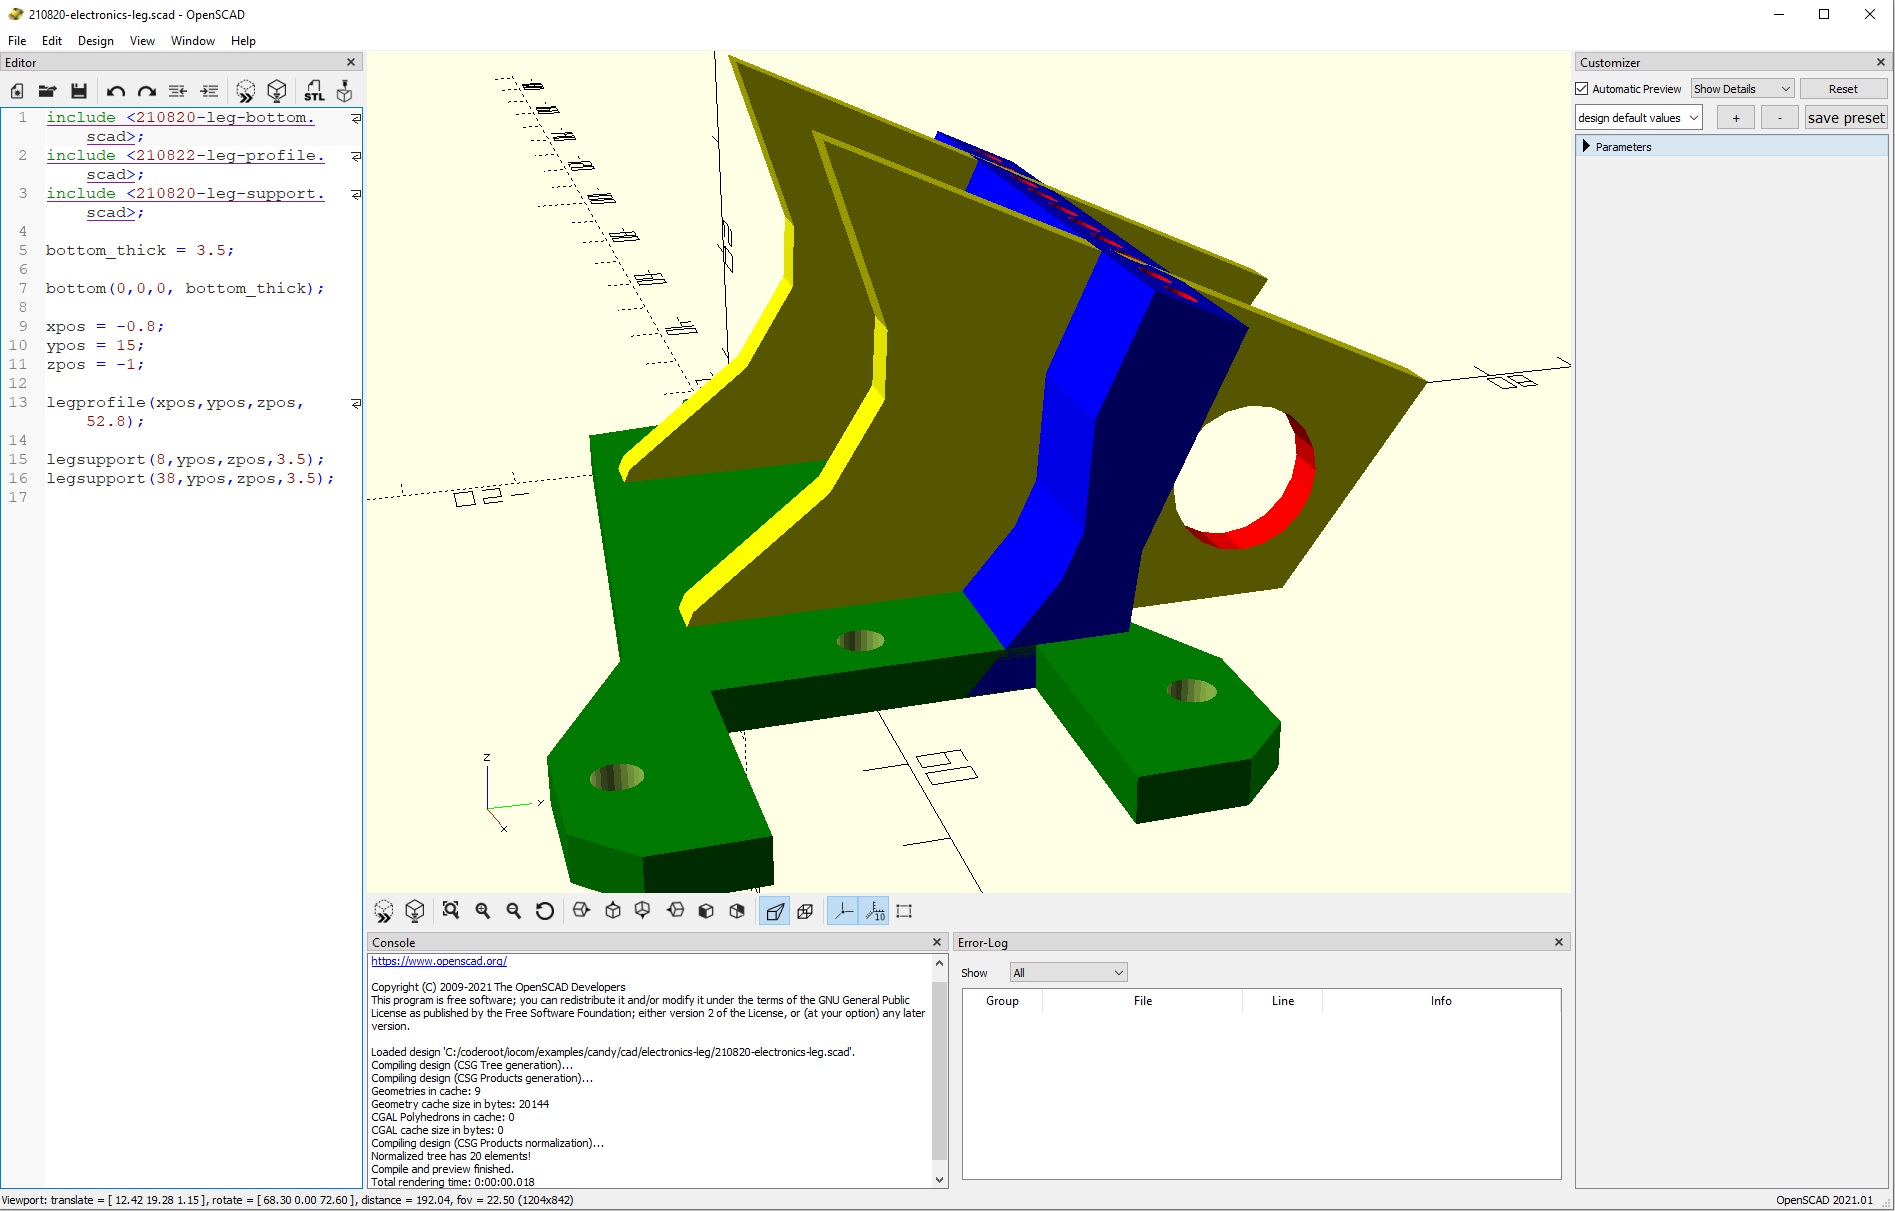 210820-electronics-leg.scad - OpenSCAD
File Edit Design View Window Help
Editor
STL
1 include <210820-leg-bottom.
scad>;
2 include <210822-leg-profile.
scad>;
3 include <210820-leg-support.
scad>;
4
5 bottom_thick = 3.5;
6
7 bottom(0,0,0, bottom_thick);
8
9 xpos = -0.8;
10 ypos = 15;
11 zpos = -1;
12
13 legprofile(xpos,ypos,zpos,
52.8);
14
15 legsupport(8,ypos,zpos,3.5);
16 legsupport(38,ypos,zpos,3.5);
17
z
y
x
10
Console
https://www.openscad.org/
Copyright (C) 2009-2021 The OpenSCAD Developers
This program is free software; you can redistribute it and/or modify it under the terms of the GNU General Public
License as published by the Free Software Foundation; either version 2 of the License, or (at your option) any later
version.
Loaded design 'C:/coderoot/iocom/examples/candy/cad/electronics-leg/210820-electronics-leg.scad'.
Compiling design (CSG Tree generation)...
Compiling design (CSG Products generation)...
Geometries in cache: 9
Geometry cache size in bytes: 20144
CGAL Polyhedrons in cache: 0
CGAL cache size in bytes: 0
Compiling design (CSG Products normalization)...
Normalized tree has 20 elements!
Compile and preview finished.
Total rendering time: 0:00:00.018
Error-Log
Show All
Group File Line Info
Customizer
Automatic Preview Show Details Reset
design default values + - save preset
Parameters
Viewport: translate = [ 12.42 19.28 1.15 ], rotate = [ 68.30 0.00 72.60 ], distance = 192.04, fov = 22.50 (1204x842)
OpenSCAD 2021.01